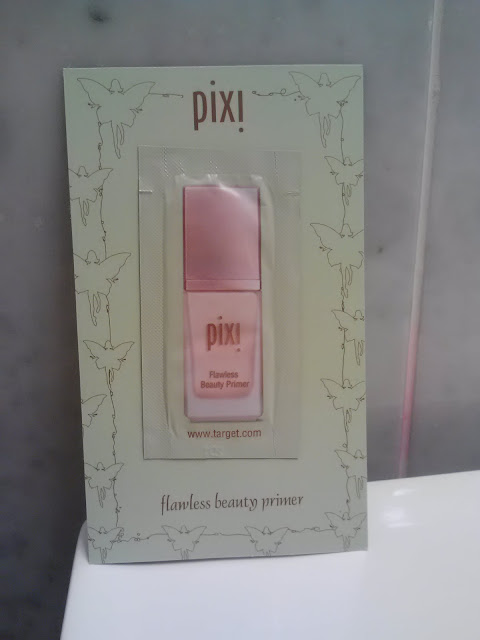 pixi
pixi
Flawless
Beauty Primer
www.target.com
flawless beauty primer